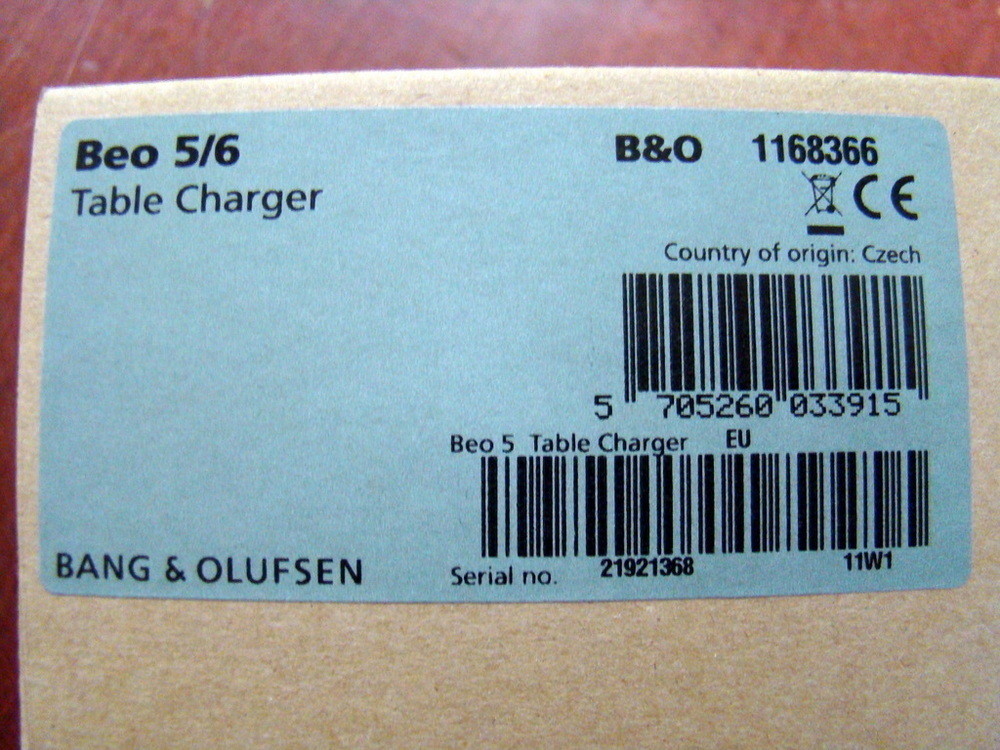 Beo 5/6
Table Charger
B&O 1168366
CE
Country of origin: Czech
5 705260 033915
Beo 5 Table Charger EU
BANG & OLUFSEN
Serial no. 21921368 11W1